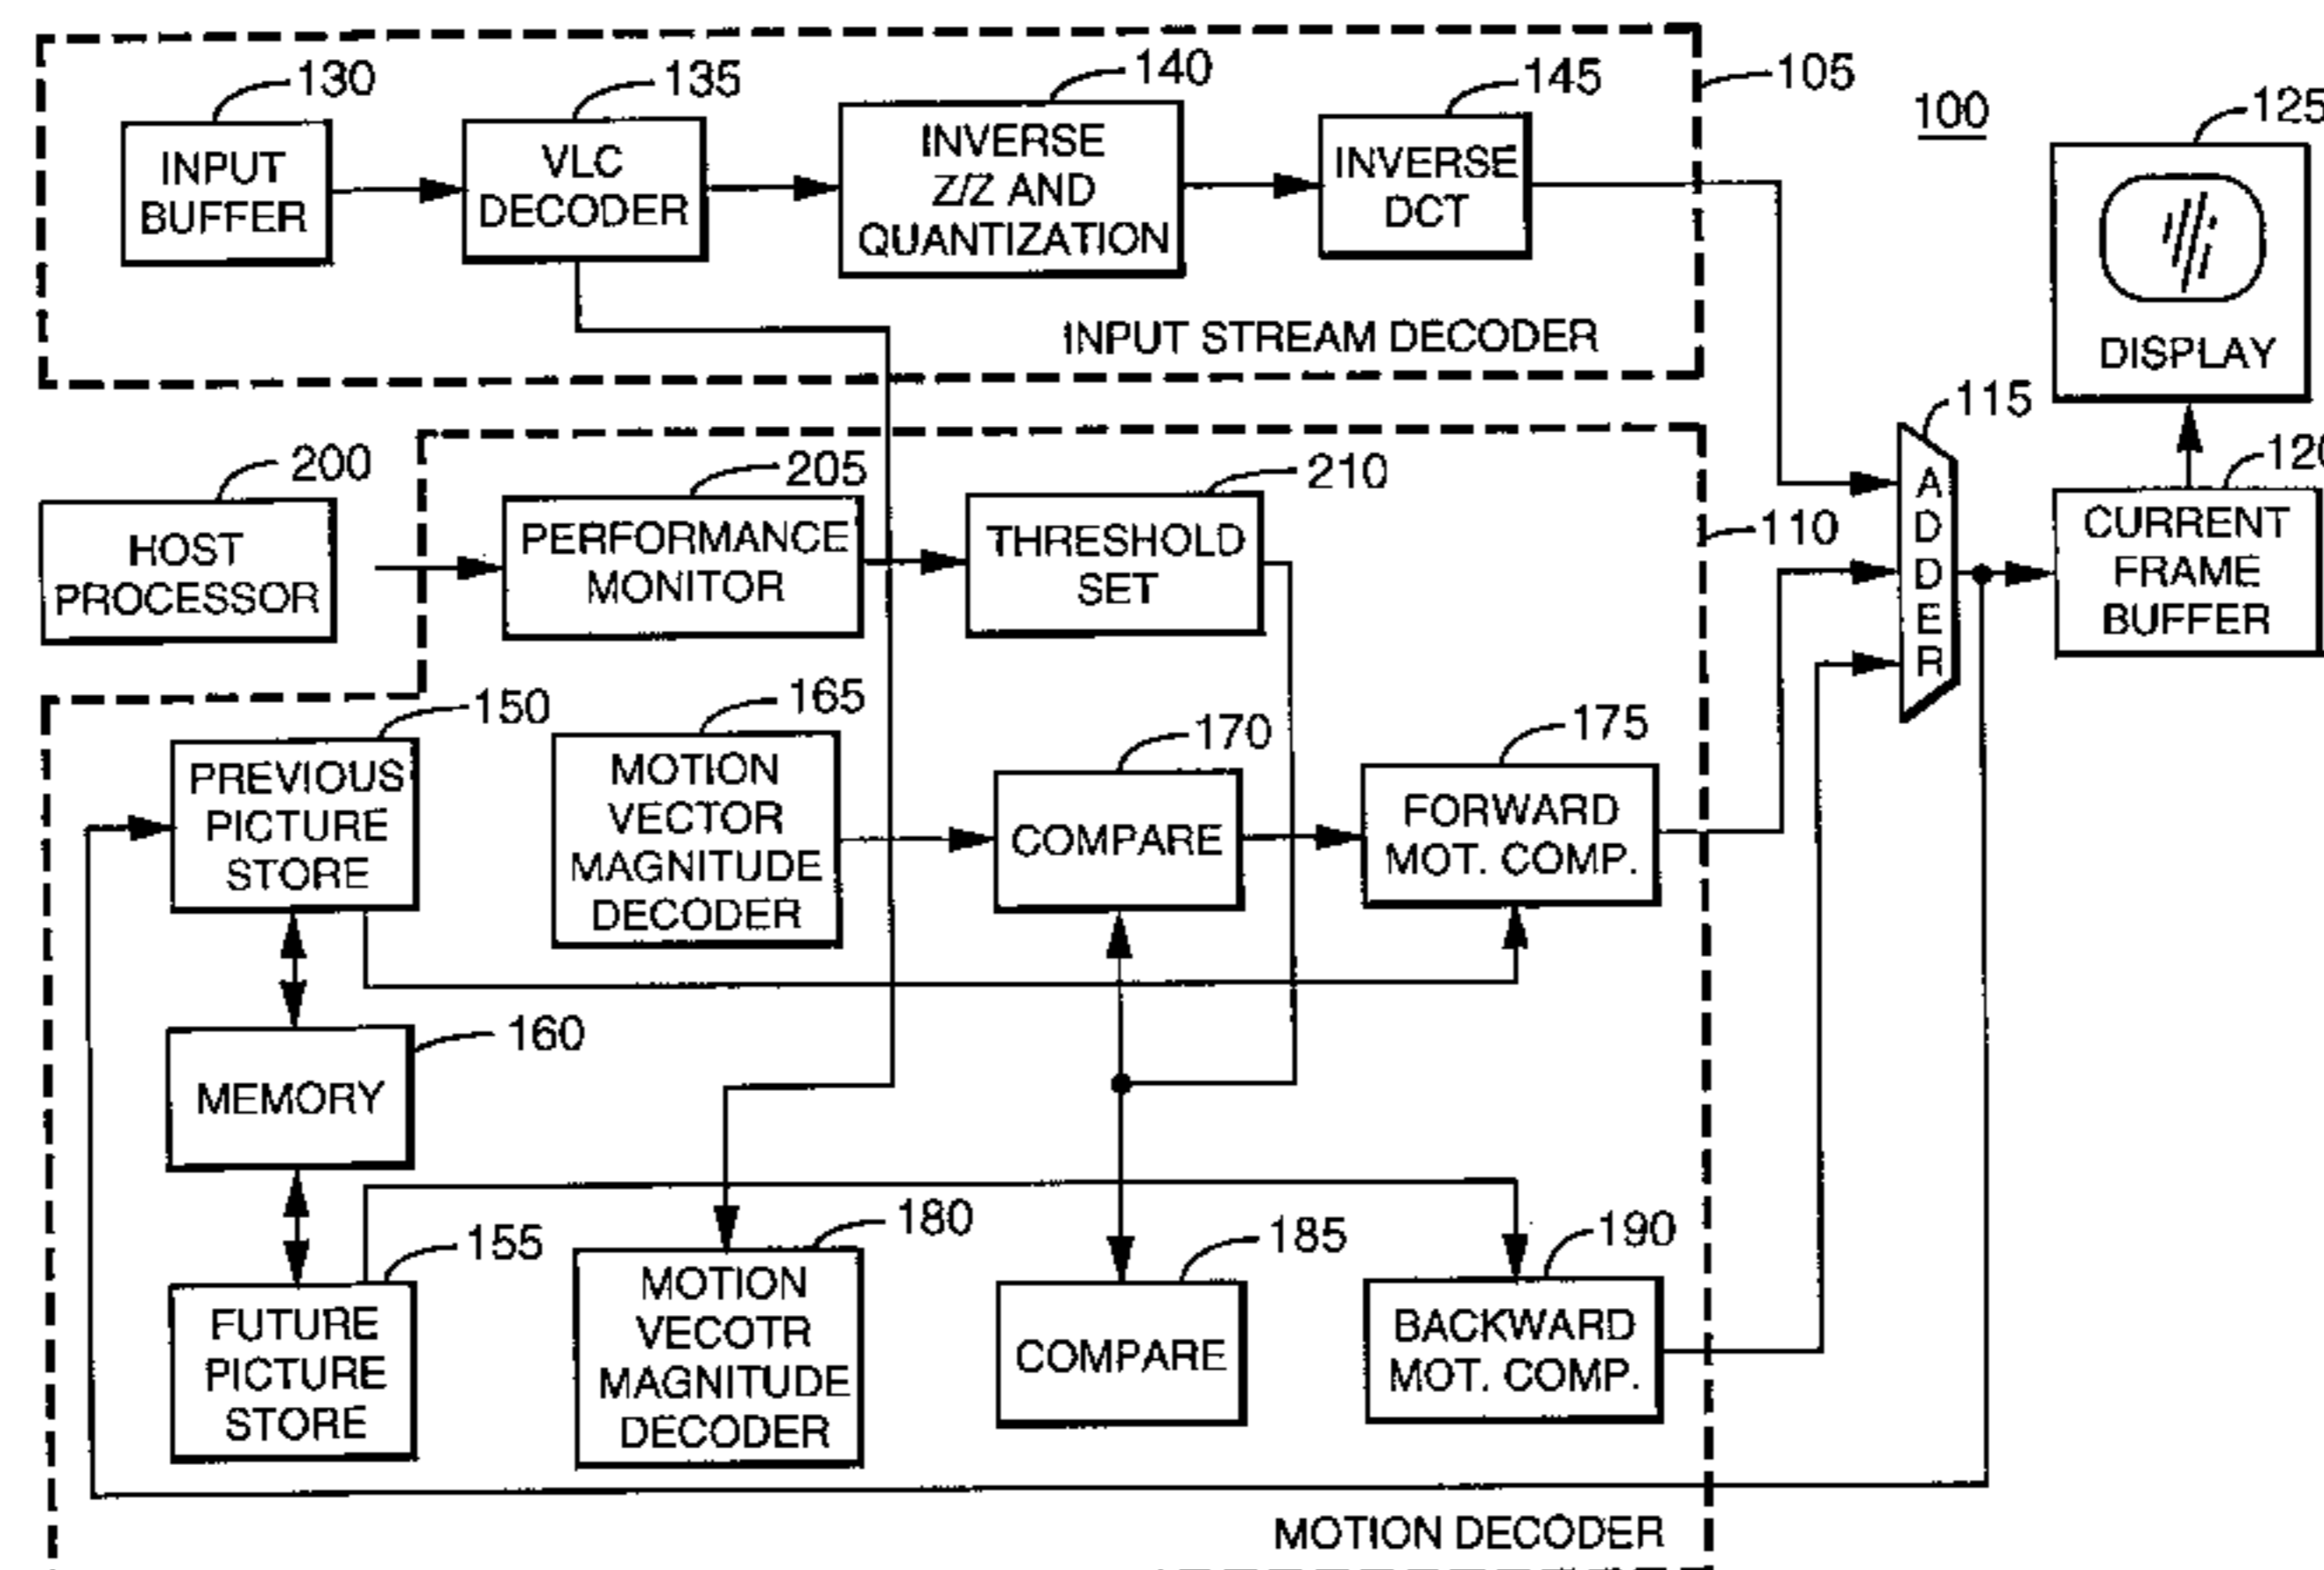 130
135
140
145
105
100
125
INPUT
BUFFER
VLC
DECODER
INVERSE
Z/Z AND
QUANTIZATION
INVERSE
DCT
INPUT STREAM DECODER
DISPLAY
115
200
205
210
110
120
HOST
PROCESSOR
PERFORMANCE
MONITOR
THRESHOLD
SET
A
D
D
E
R
CURRENT
FRAME
BUFFER
150
165
170
175
PREVIOUS
PICTURE
STORE
MOTION
VECTOR
MAGNITUDE
DECODER
COMPARE
FORWARD
MOT. COMP.
160
MEMORY
155
180
185
190
FUTURE
PICTURE
STORE
MOTION
VECOTR
MAGNITUDE
DECODER
COMPARE
BACKWARD
MOT. COMP.
MOTION DECODER